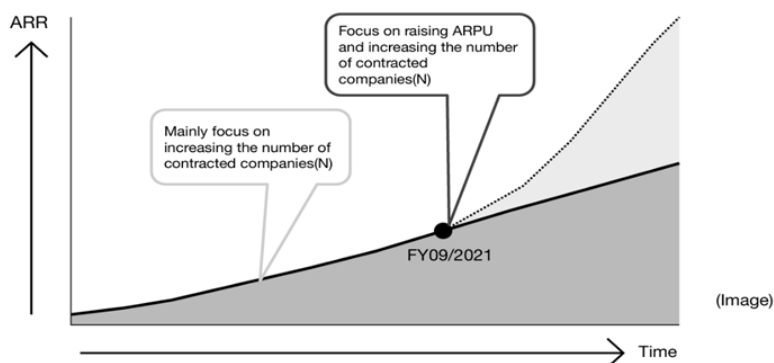 ARR
Focus on raising ARPU
and increasing the number
of contracted
companies(N)
Mainly focus on
increasing the number of
contracted companies(N)
FY09/2021
(Image)
Time